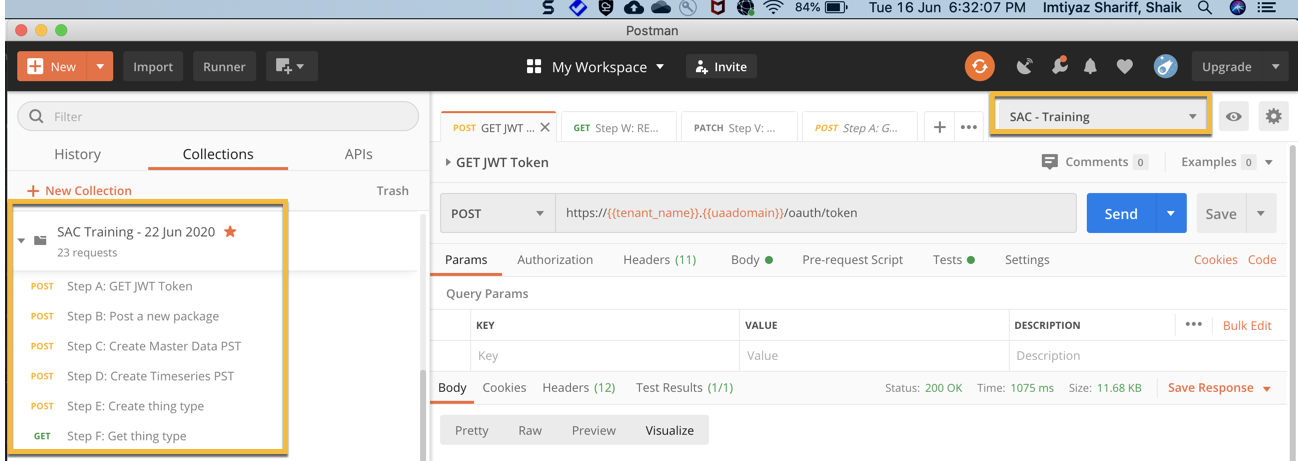 84% Tue 16 Jun 6:32:07 PM Imtiyaz Shariff, Shaik
Postman
New Import Runner My Workspace Invite Upgrade
Filter
History Collections APIs
New Collection Trash
SAC Training - 22 Jun 2020
23 requests
POST Step A: GET JWT Token
POST Step B: Post a new package
POST Step C: Create Master Data PST
POST Step D: Create Timeseries PST
POST Step E: Create thing type
GET Step F: Get thing type
POST GET JWT ... GET Step W: RE... PATCH Step V: ... POST Step A: G... SAC - Training
GET JWT Token Comments 0 Examples 0
POST https://{{tenant_name}}.{{uaadomain}}/oauth/token Send Save
Params Authorization Headers (11) Body Pre-request Script Tests Settings Cookies Code
Query Params
KEY VALUE DESCRIPTION ••• Bulk Edit
Key Value Description
Body Cookies Headers (12) Test Results (1/1) Status: 200 OK Time: 1075 ms Size: 11.68 KB Save Response
Pretty Raw Preview Visualize